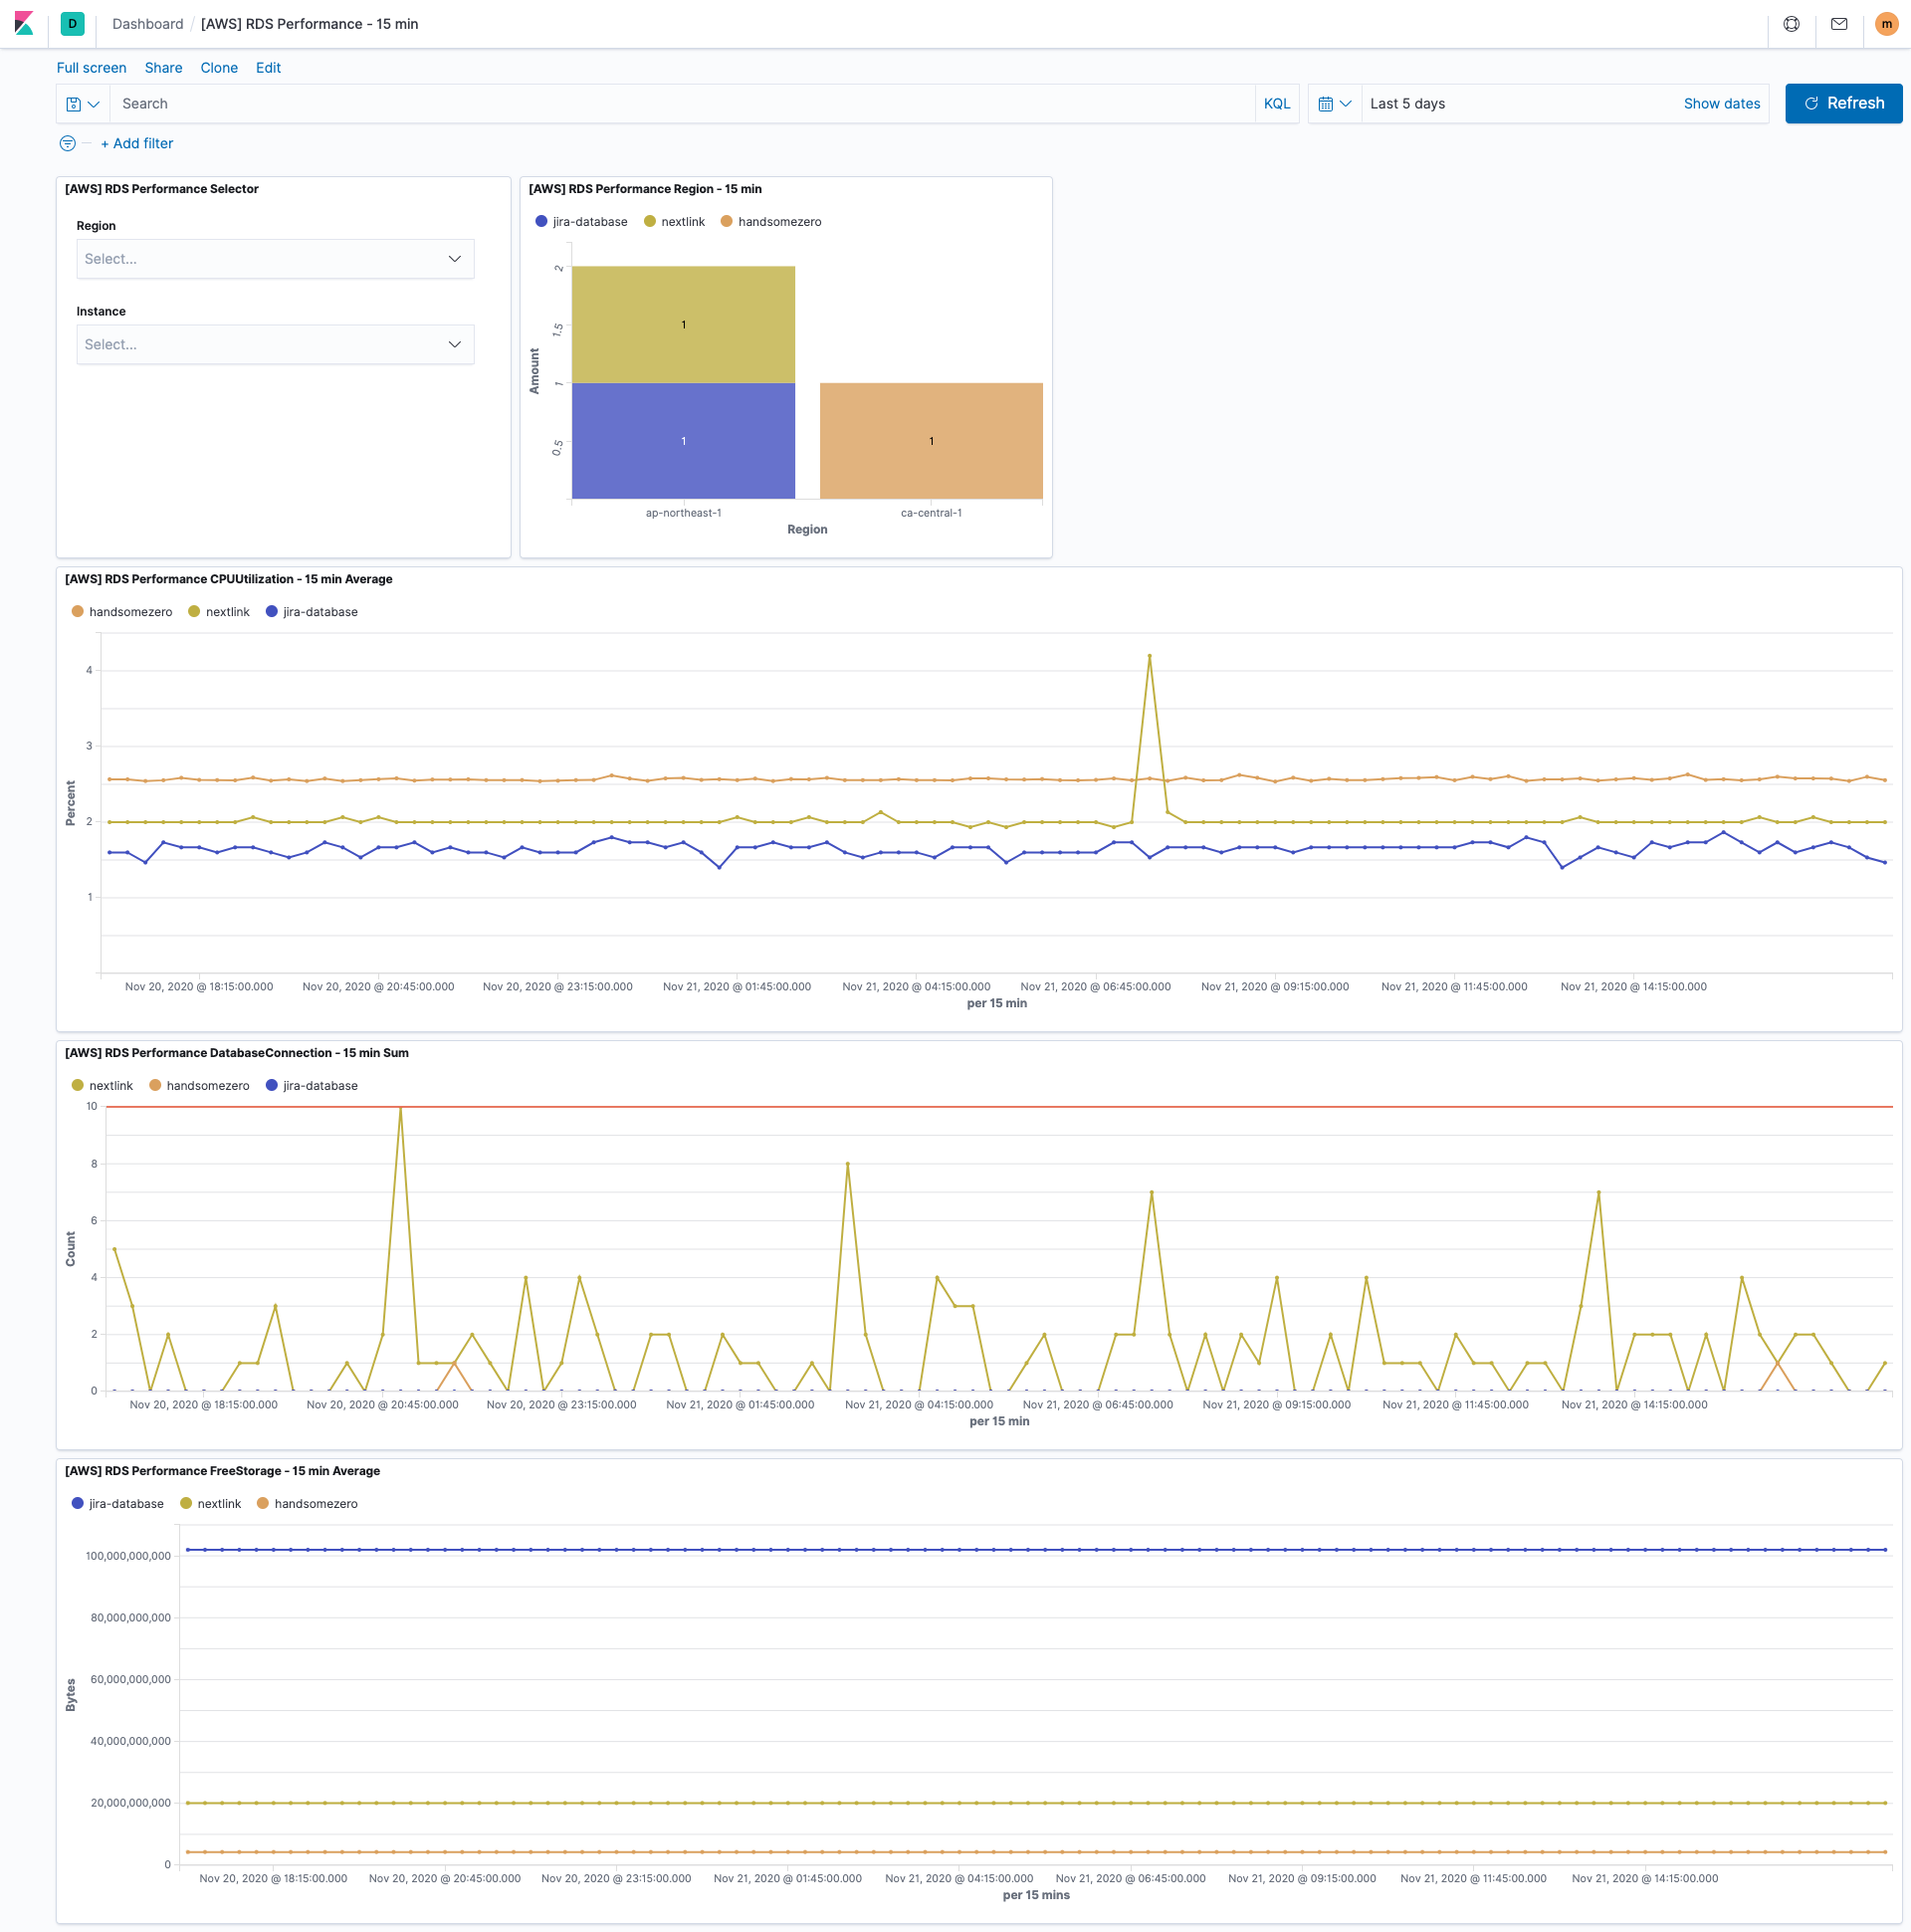 D Dashboard / [AWS] RDS Performance - 15 min m
Full screen Share Clone Edit
Search KQL Last 5 days Show dates Refresh
+ Add filter
[AWS] RDS Performance Selector
Region
Select...
Instance
Select...
[AWS] RDS Performance Region - 15 min
jira-database nextlink handsomezero
2
1.5
1
0.5
Amount
1
1
1
ap-northeast-1 ca-central-1
Region
[AWS] RDS Performance CPUUtilization - 15 min Average
handsomezero nextlink jira-database
4
3
2
1
Percent
Nov 20, 2020 @ 18:15:00.000 Nov 20, 2020 @ 20:45:00.000 Nov 20, 2020 @ 23:15:00.000 Nov 21, 2020 @ 01:45:00.000 Nov 21, 2020 @ 04:15:00.000 Nov 21, 2020 @ 06:45:00.000 Nov 21, 2020 @ 09:15:00.000 Nov 21, 2020 @ 11:45:00.000 Nov 21, 2020 @ 14:15:00.000
per 15 min
[AWS] RDS Performance DatabaseConnection - 15 min Sum
nextlink handsomezero jira-database
10
8
6
4
2
0
Count
Nov 20, 2020 @ 18:15:00.000 Nov 20, 2020 @ 20:45:00.000 Nov 20, 2020 @ 23:15:00.000 Nov 21, 2020 @ 01:45:00.000 Nov 21, 2020 @ 04:15:00.000 Nov 21, 2020 @ 06:45:00.000 Nov 21, 2020 @ 09:15:00.000 Nov 21, 2020 @ 11:45:00.000 Nov 21, 2020 @ 14:15:00.000
per 15 min
[AWS] RDS Performance FreeStorage - 15 min Average
jira-database nextlink handsomezero
100,000,000,000
80,000,000,000
60,000,000,000
40,000,000,000
20,000,000,000
0
Bytes
Nov 20, 2020 @ 18:15:00.000 Nov 20, 2020 @ 20:45:00.000 Nov 20, 2020 @ 23:15:00.000 Nov 21, 2020 @ 01:45:00.000 Nov 21, 2020 @ 04:15:00.000 Nov 21, 2020 @ 06:45:00.000 Nov 21, 2020 @ 09:15:00.000 Nov 21, 2020 @ 11:45:00.000 Nov 21, 2020 @ 14:15:00.000
per 15 mins